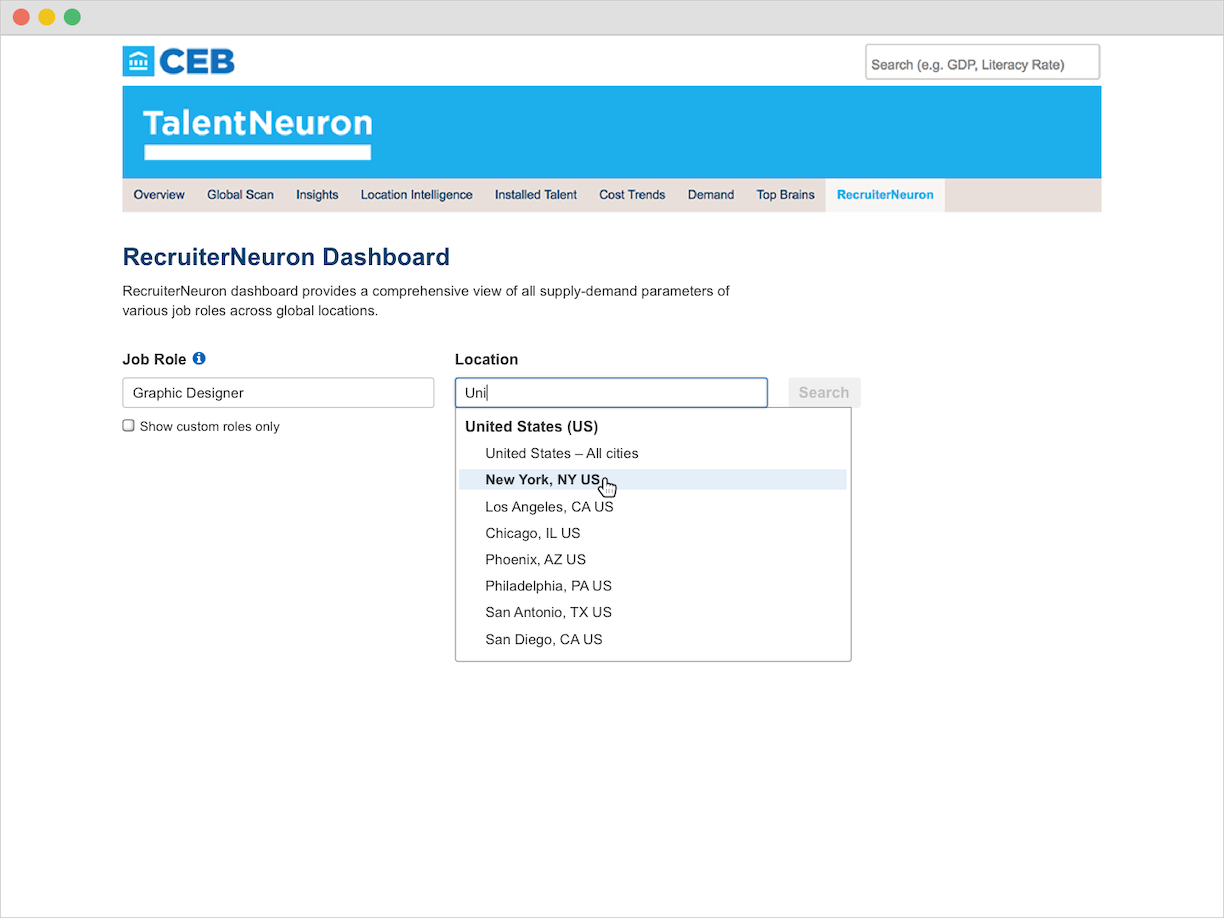 CEB
Search (e.g. GDP, Literacy Rate)
TalentNeuron
Overview Global Scan Insights Location Intelligence Installed Talent Cost Trends Demand Top Brains RecruiterNeuron
RecruiterNeuron Dashboard
RecruiterNeuron dashboard provides a comprehensive view of all supply-demand parameters of
various job roles across global locations.
Job Role
Location
Graphic Designer
Uni
Search
Show custom roles only
United States (US)
United States – All cities
New York, NY US
Los Angeles, CA US
Chicago, IL US
Phoenix, AZ US
Philadelphia, PA US
San Antonio, TX US
San Diego, CA US